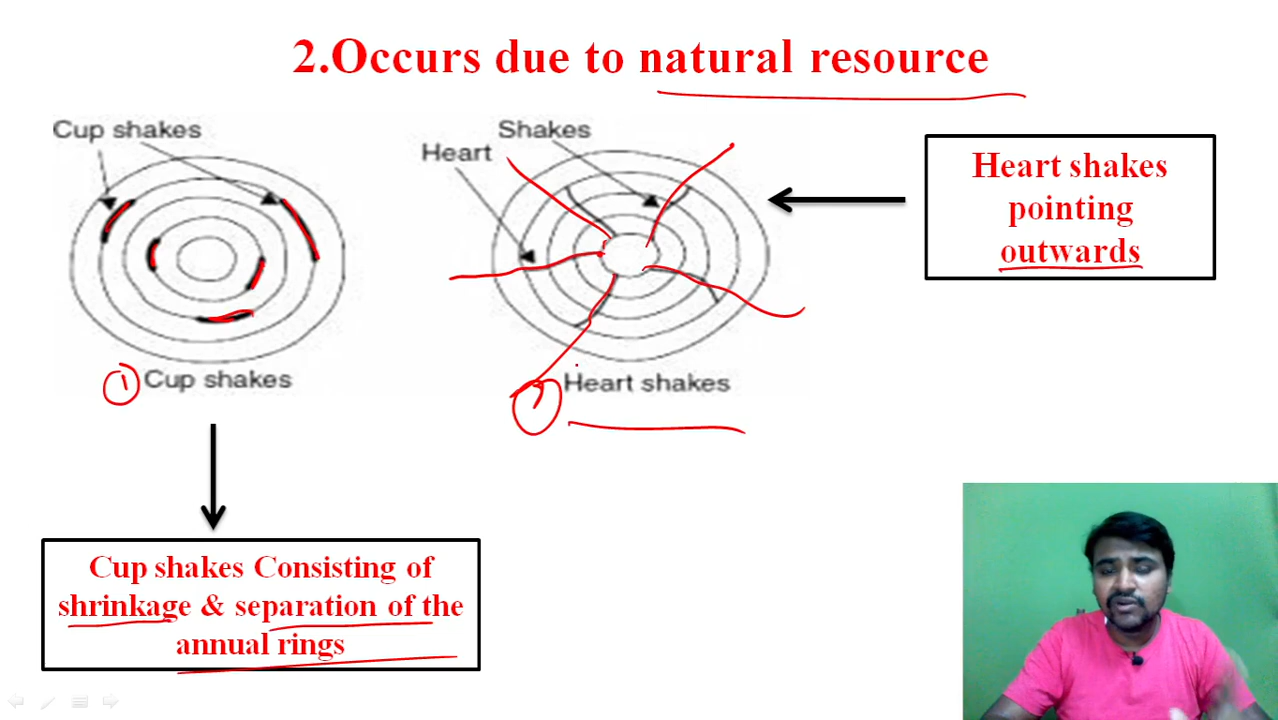 2.Occurs due to natural resource
Cup shakes
Shakes
Heart
Heart shakes
pointing
outwards
1 Cup shakes
Heart shakes
Cup shakes Consisting of
shrinkage & separation of the
annual rings